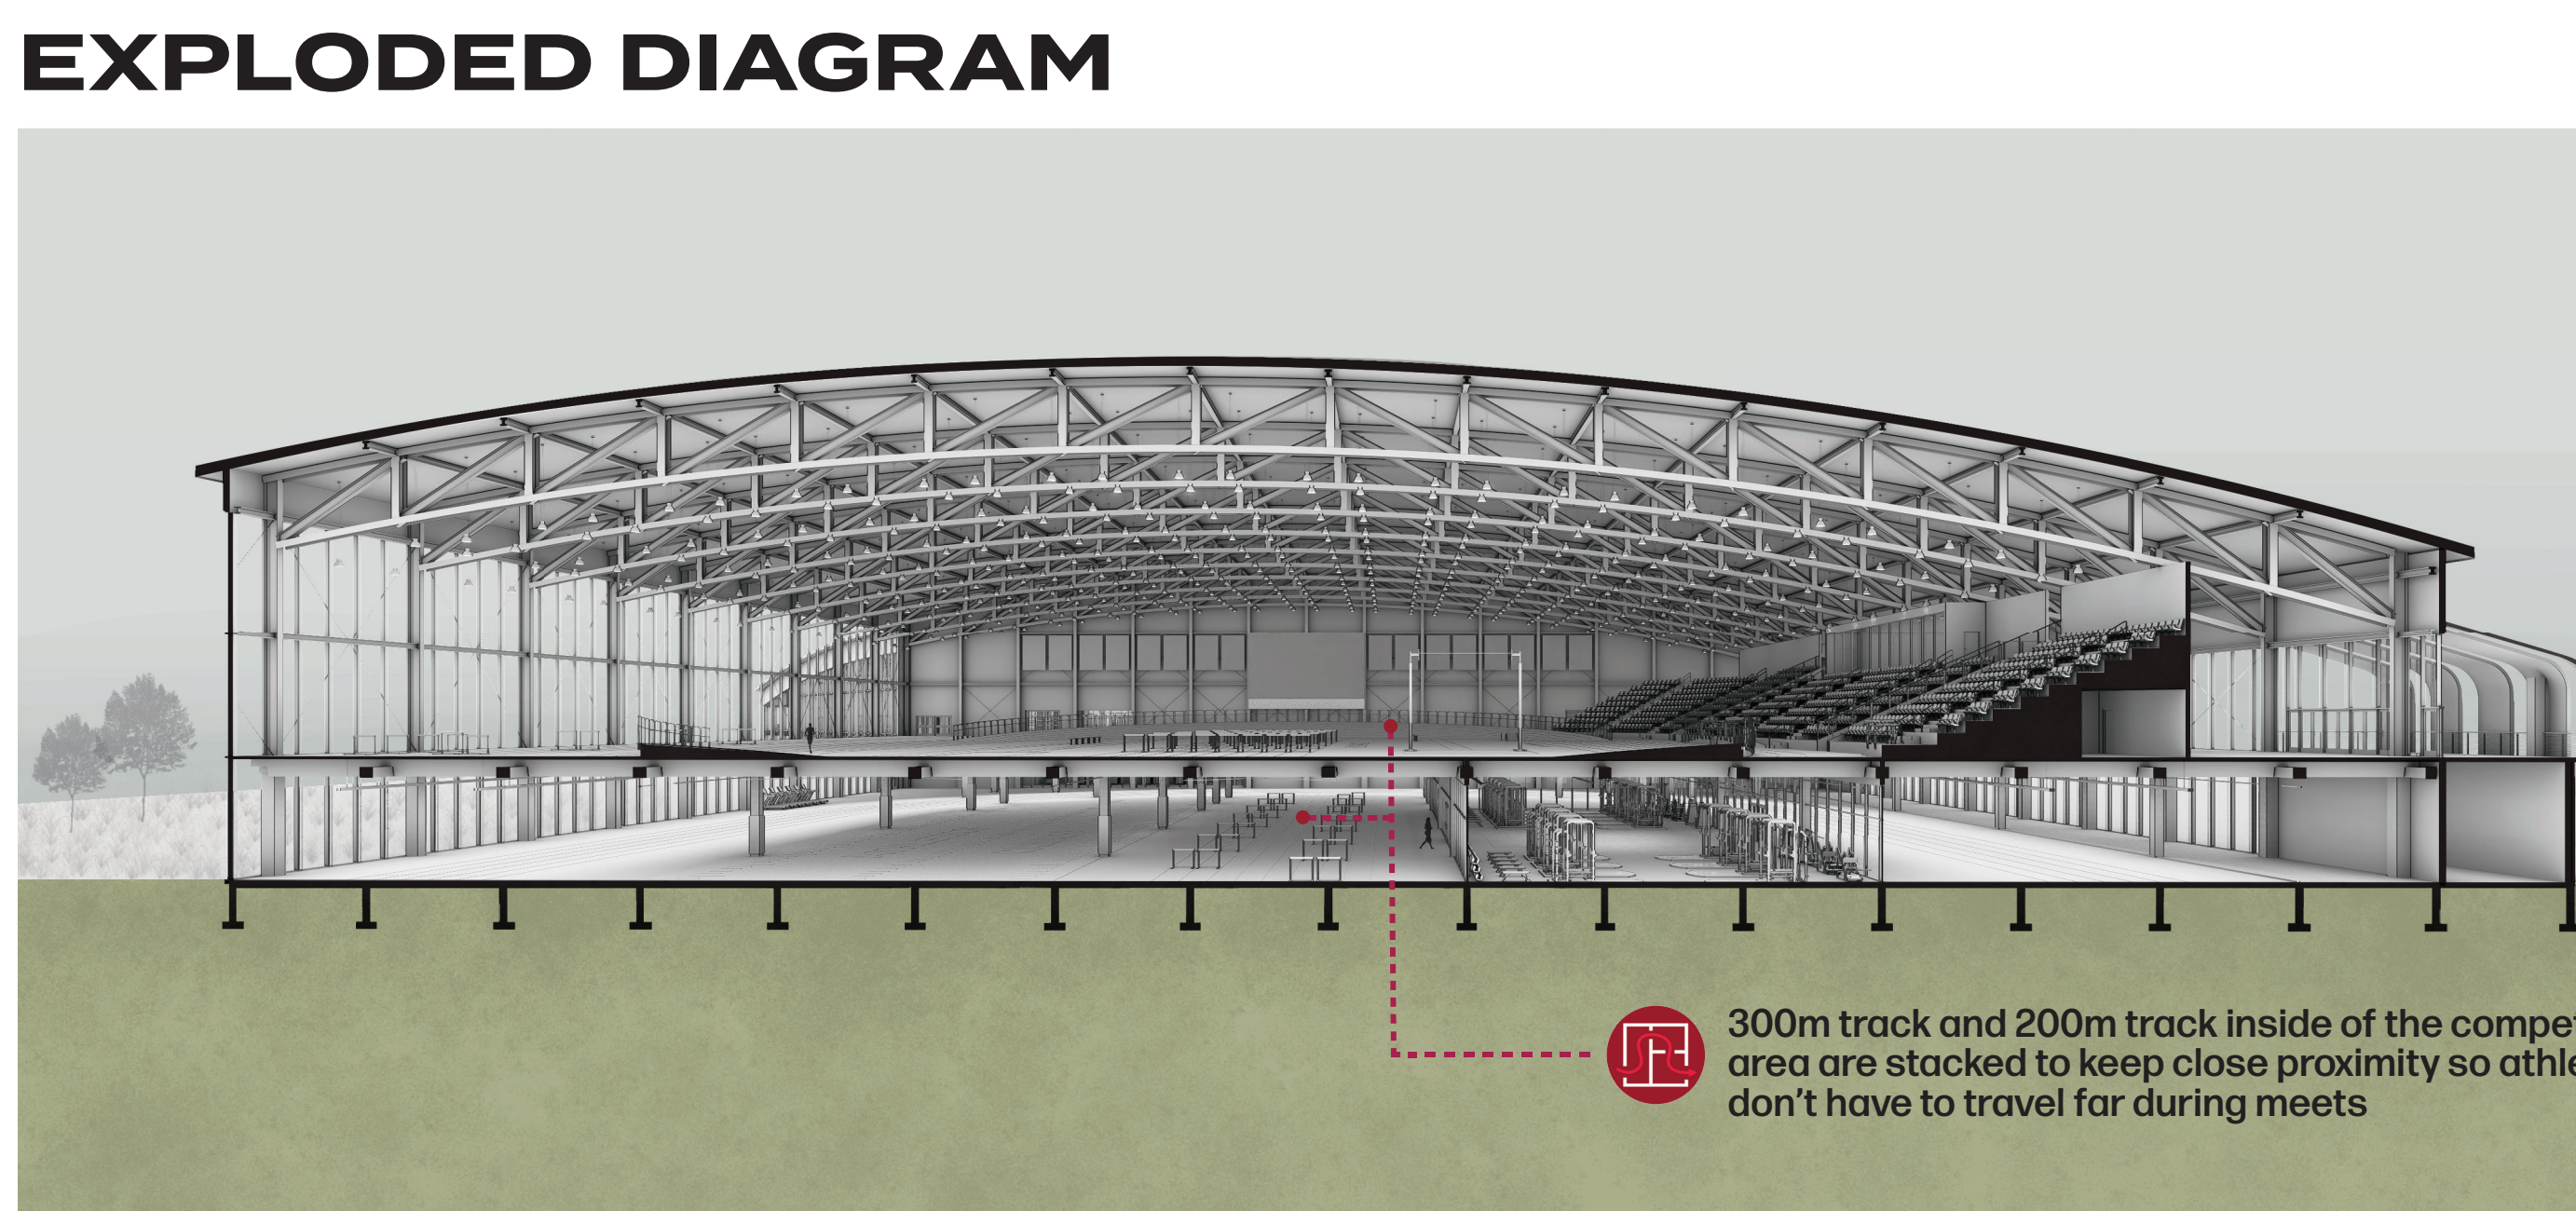 EXPLODED DIAGRAM
300m track and 200m track inside of the
area are stacked to keep close proximity so
don't have to travel far during meets